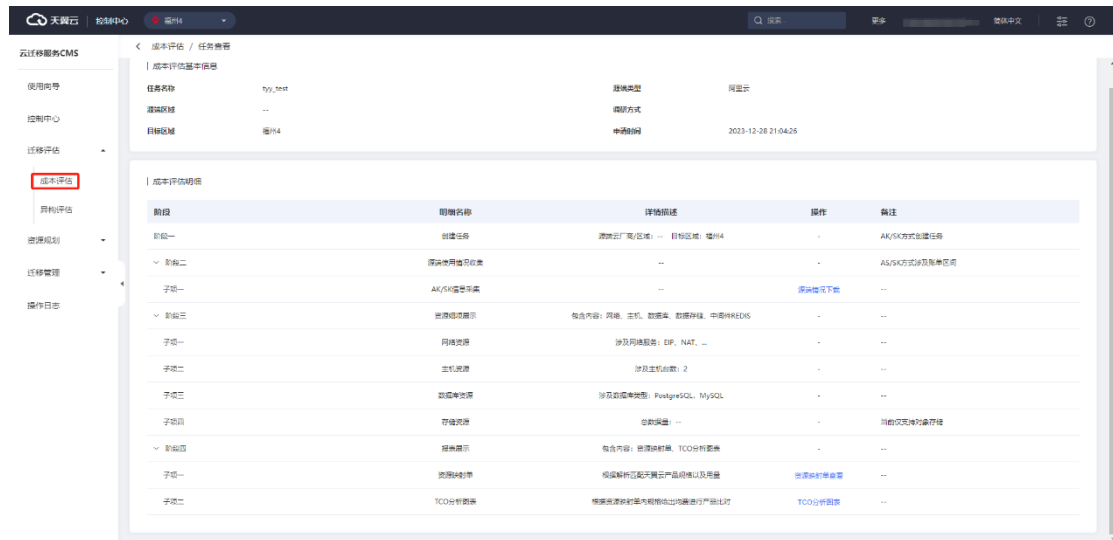 天翼云 控制中心 福州4 搜索... 更多 简体中文
云迁移服务CMS
成本评估 / 任务查看
使用向导
控制中心
迁移评估
成本评估
异构评估
资源规划
迁移管理
操作日志
成本评估基本信息
任务名称 tyy_test 源端类型 阿里云
源端区域 -- 调研方式
目标区域 福州4 申请时间 2023-12-28 21:04:26
成本评估明细
阶段 明细名称 详情描述 操作 备注
阶段一 创建任务 源端云厂商/区域: -- 目标区域: 福州4 - AK/SK方式创建任务
阶段二 源端使用情况收集 -- - AS/SK方式涉及账单区间
子项一 AK/SK信息采集 -- 源端情况下载 --
阶段三 资源细项展示 包含内容: 网络、主机、数据库、数据存储、中间件REDIS - --
子项一 网络资源 涉及网络服务: EIP、NAT、... - --
子项二 主机资源 涉及主机台数: 2 - --
子项三 数据库资源 涉及数据库类型: PostgreSQL、MySQL - --
子项四 存储资源 总数据量: -- - 当前仅支持对象存储
阶段四 报表展示 包含内容: 资源映射单、TCO分析图表 - --
子项一 资源映射单 根据解析匹配天翼云产品规格以及用量 资源映射单查看 --
子项二 TCO分析图表 根据资源映射单内规格给出均需进行产品比对 TCO分析图表 --